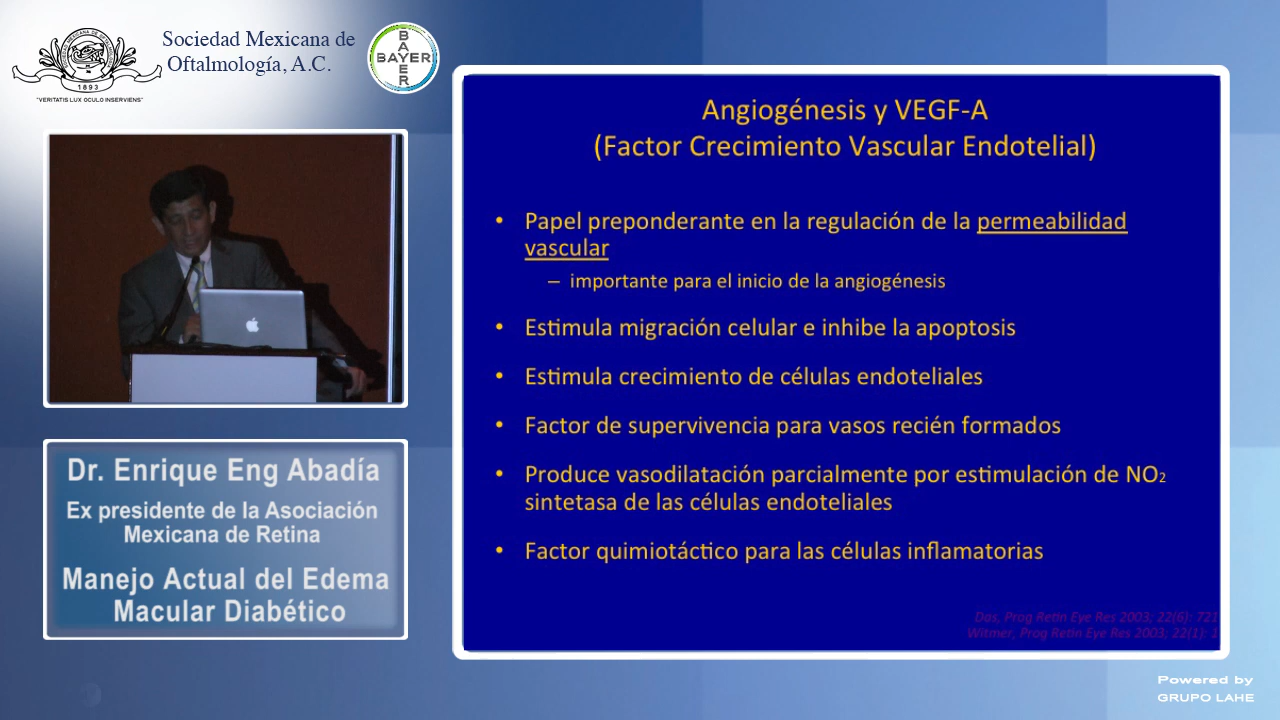 Sociedad Mexicana de
Oftalmología, A.C.
1893
"VERITATIS LUX OCULO INSERVIENS"
BAYER
BAYER
Dr. Enrique Eng Abadía
Ex presidente de la Asociación
Mexicana de Retina
Manejo Actual del Edema
Macular Diabético
Angiogénesis y VEGF-A
(Factor Crecimiento Vascular Endotelial)
• Papel preponderante en la regulación de la permeabilidad
vascular
– importante para el inicio de la angiogénesis
• Estimula migración celular e inhibe la apoptosis
• Estimula crecimiento de células endoteliales
• Factor de supervivencia para vasos recién formados
• Produce vasodilatación parcialmente por estimulación de NO2
sintetasa de las células endoteliales
• Factor quimiotáctico para las células inflamatorias
Das, Prog Retin Eye Res 2003; 22(6): 721
Witmer, Prog Retin Eye Res 2003; 22(1): 1
Powered by
GRUPO LAHE